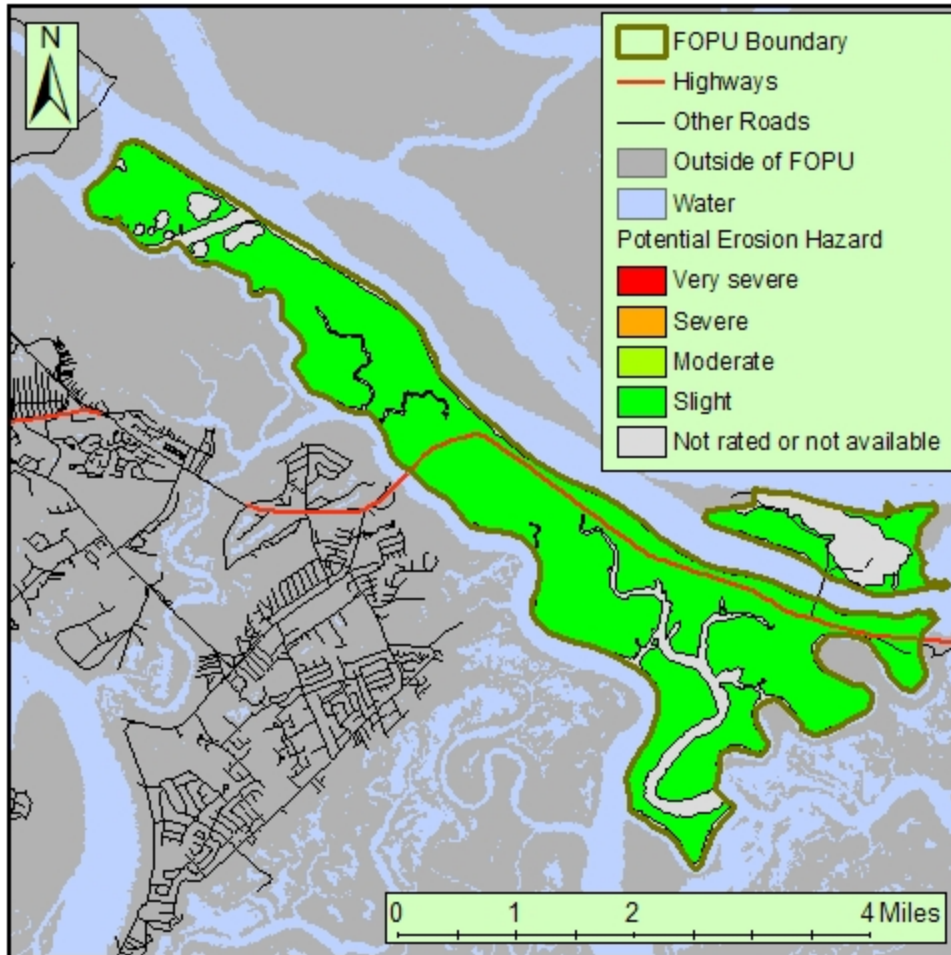 N
FOPU Boundary
Highways
Other Roads
Outside of FOPU
Water
Potential Erosion Hazard
Very severe
Severe
Moderate
Slight
Not rated or not available
0 1 2 4 Miles